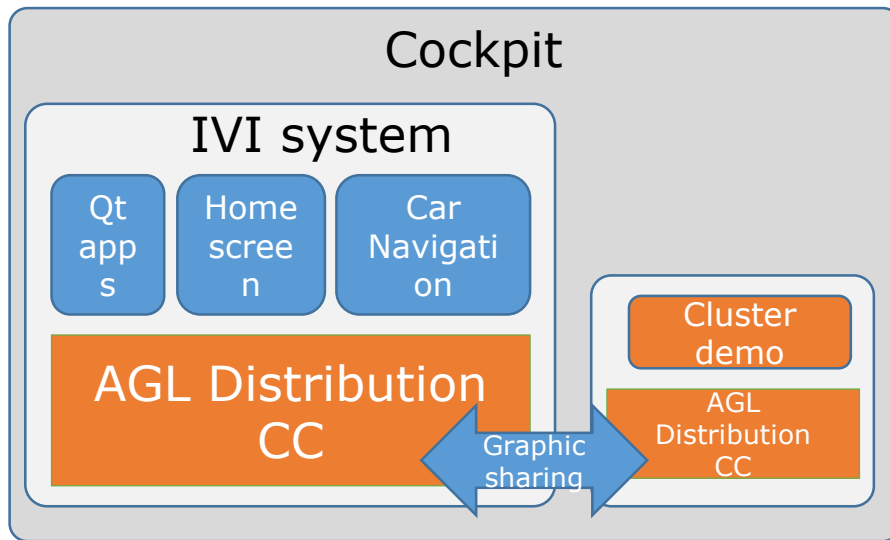 Cockpit
IVI system
Qt
app
s
Home
scree
n
Car
Navigati
on
AGL Distribution
CC
Cluster
demo
AGL
Distribution
CC
Graphic
sharing